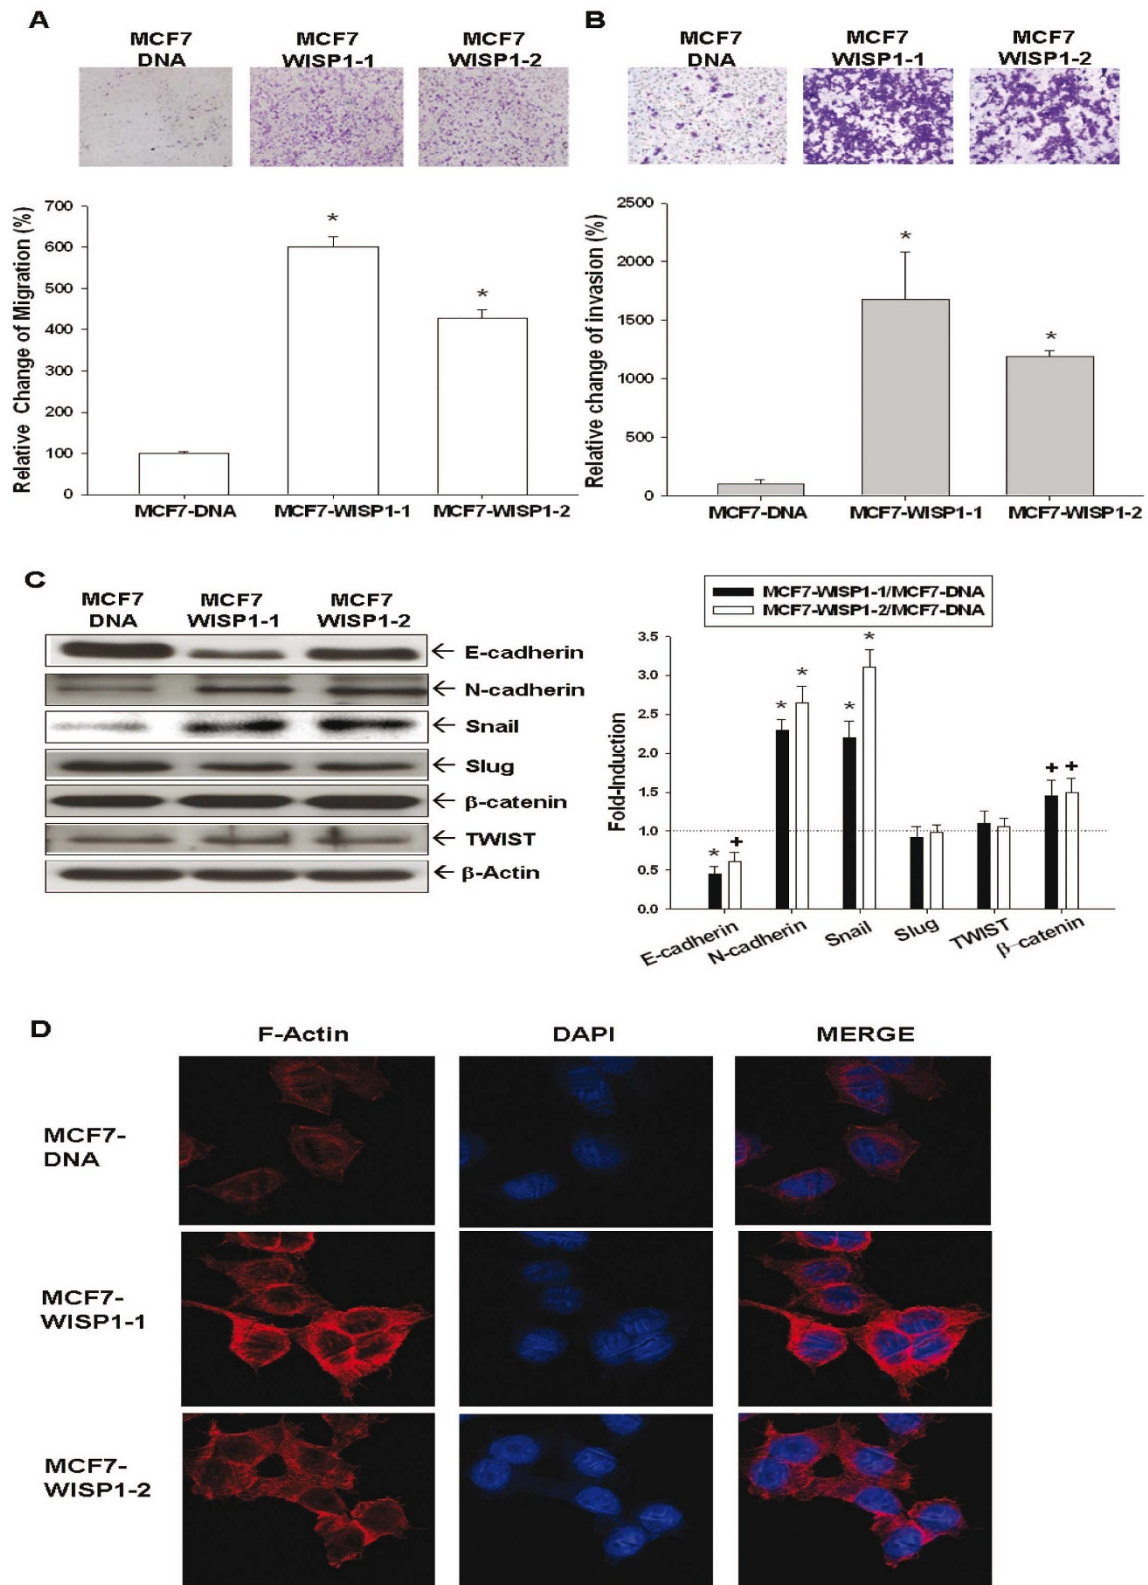 A
MCF7
DNA
MCF7
WISP1-1
MCF7
WISP1-2
Relative Change of Migration (%)
700
600
500
400
300
200
100
0
*
*
MCF7-DNA
MCF7-WISP1-1
MCF7-WISP1-2
B
MCF7
DNA
MCF7
WISP1-1
MCF7
WISP1-2
Relative change of invasion (%)
2500
2000
1500
1000
500
0
*
*
MCF7-DNA
MCF7-WISP1-1
MCF7-WISP1-2
C
MCF7
DNA
MCF7
WISP1-1
MCF7
WISP1-2
← E-cadherin
← N-cadherin
← Snail
← Slug
← β-catenin
← TWIST
← β-Actin
MCF7-WISP1-1/MCF7-DNA
MCF7-WISP1-2/MCF7-DNA
Fold-Induction
3.5
3.0
2.5
2.0
1.5
1.0
0.5
0.0
* +
* *
* *
+ +
E-cadherin
N-cadherin
Snail
Slug
TWIST
β-catenin
D
F-Actin
DAPI
MERGE
MCF7-
DNA
MCF7-
WISP1-1
MCF7-
WISP1-2